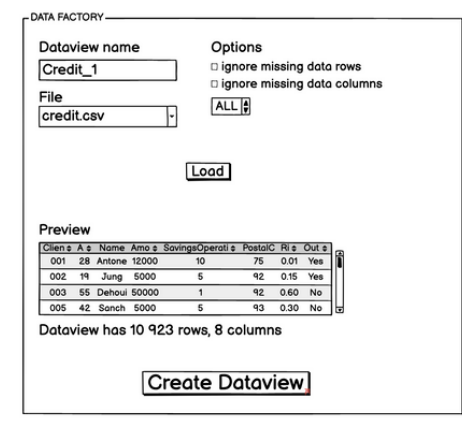 DATA FACTORY
Dataview name
Credit_1
File
credit.csv
Options
ignore missing data rows
ignore missing data columns
ALL
Load
Preview
Clien A Name Amo SavingsOperati PostalC Ri Out
001 28 Antone 12000 10 75 0.01 Yes
002 19 Jung 5000 5 92 0.15 Yes
003 55 Dehoui 50000 1 92 0.60 No
005 42 Sanch 5000 5 93 0.30 No
Dataview has 10 923 rows, 8 columns
Create Dataview